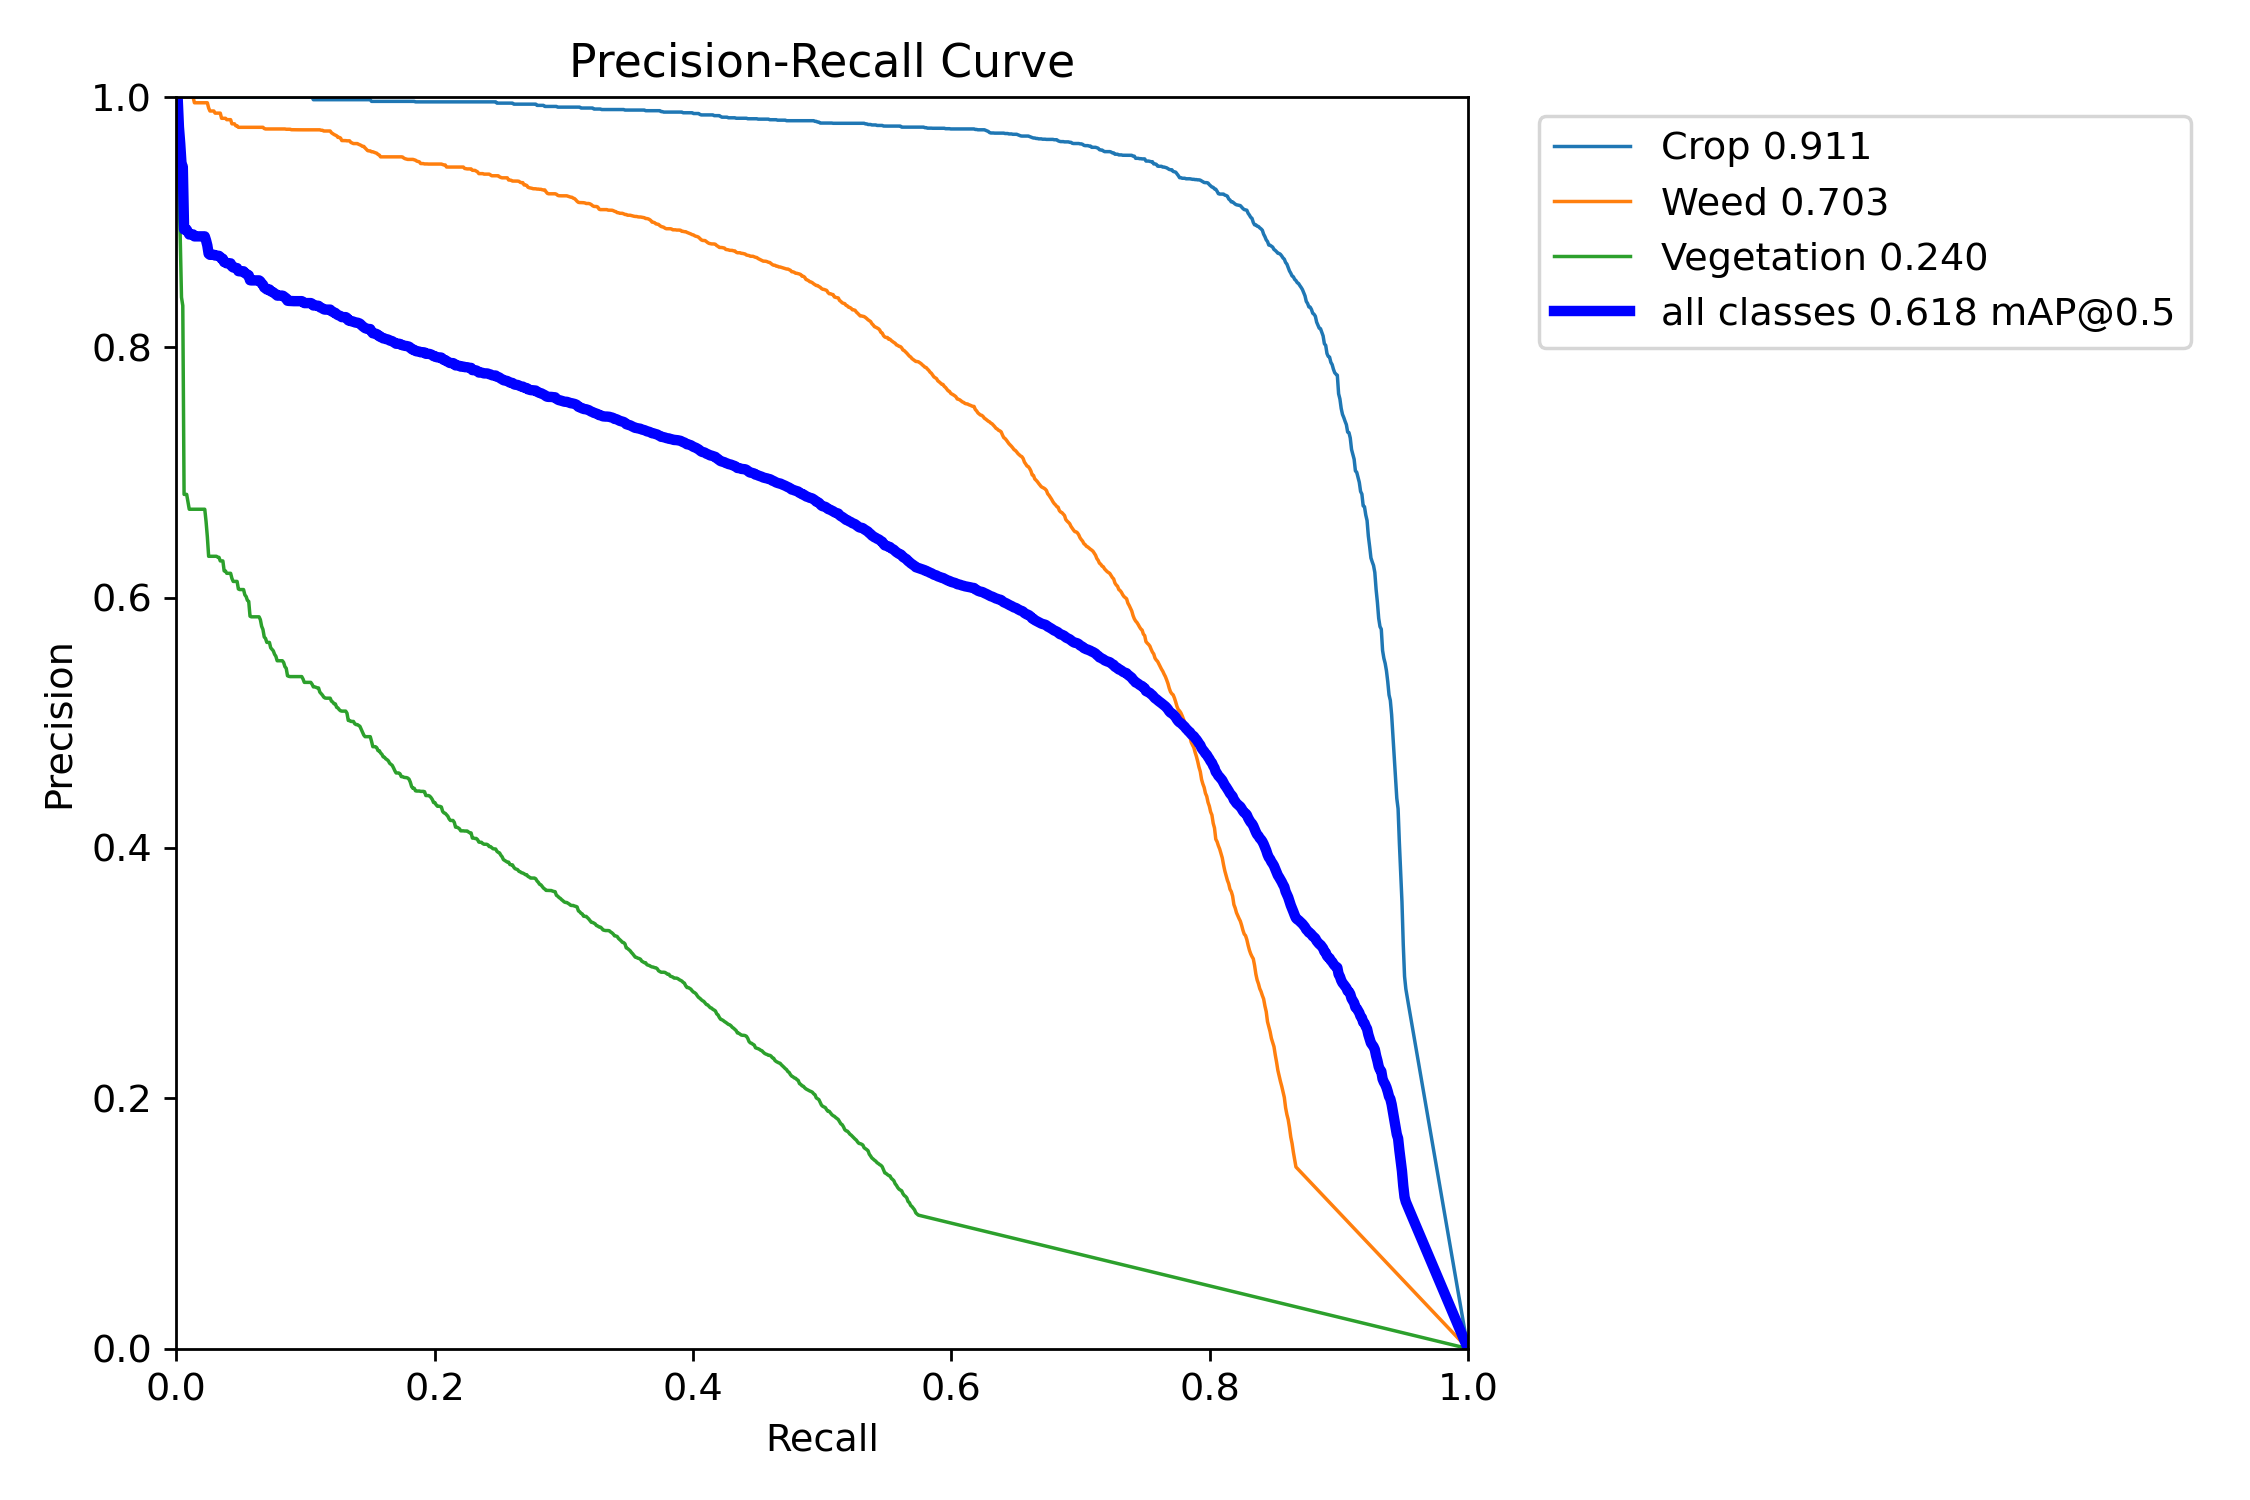 Precision-Recall Curve
1.0
0.8
0.6
0.4
0.2
0.0
Precision
0.0 0.2 0.4 0.6 0.8 1.0
Recall
Crop 0.911
Weed 0.703
Vegetation 0.240
all classes 0.618 mAP@0.5